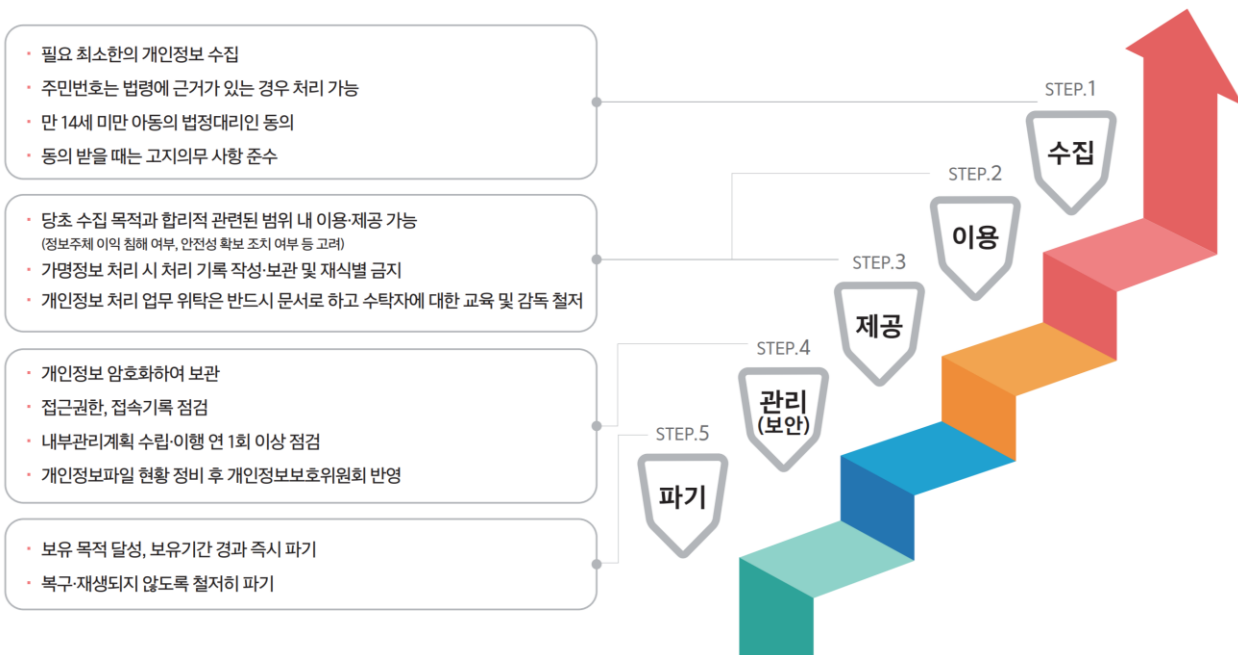 · 필요 최소한의 개인정보 수집
· 주민번호는 법령에 근거가 있는 경우 처리 가능
· 만 14세 미만 아동의 법정대리인 동의
· 동의 받을 때는 고지의무 사항 준수
· 당초 수집 목적과 합리적 관련된 범위 내 이용·제공 가능
(정보주체 이익 침해 여부, 안전성 확보 조치 여부 등 고려)
· 가명정보 처리 시 처리 기록 작성·보관 및 재식별 금지
· 개인정보 처리 업무 위탁은 반드시 문서로 하고 수탁자에 대한 교육 및 감독 철저
· 개인정보 암호화하여 보관
· 접근권한, 접속기록 점검
· 내부관리계획 수립·이행 연 1회 이상 점검
· 개인정보파일 현황 정비 후 개인정보보호위원회 반영
· 보유 목적 달성, 보유기간 경과 즉시 파기
· 복구·재생되지 않도록 철저히 파기
STEP.1
수집
STEP.2
이용
STEP.3
제공
STEP.4
관리
(보안)
STEP.5
파기